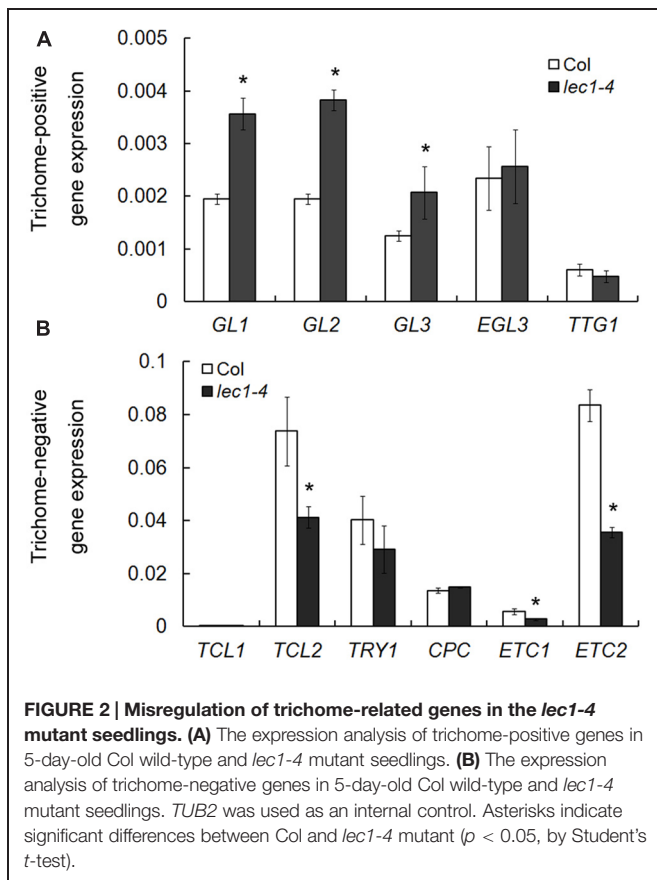 A
Trichome-positive
gene expression
0.005
0.004
0.003
0.002
0.001
0
* * *
Col
lec1-4
GL1 GL2 GL3 EGL3 TTG1
B
Trichome-negative
gene expression
0.1
0.08
0.06
0.04
0.02
0
Col
lec1-4
* * *
TCL1 TCL2 TRY1 CPC ETC1 ETC2
FIGURE 2 | Misregulation of trichome-related genes in the lec1-4
mutant seedlings. (A) The expression analysis of trichome-positive genes in
5-day-old Col wild-type and lec1-4 mutant seedlings. (B) The expression
analysis of trichome-negative genes in 5-day-old Col wild-type and lec1-4
mutant seedlings. TUB2 was used as an internal control. Asterisks indicate
significant differences between Col and lec1-4 mutant (p < 0.05, by Student's
t-test).